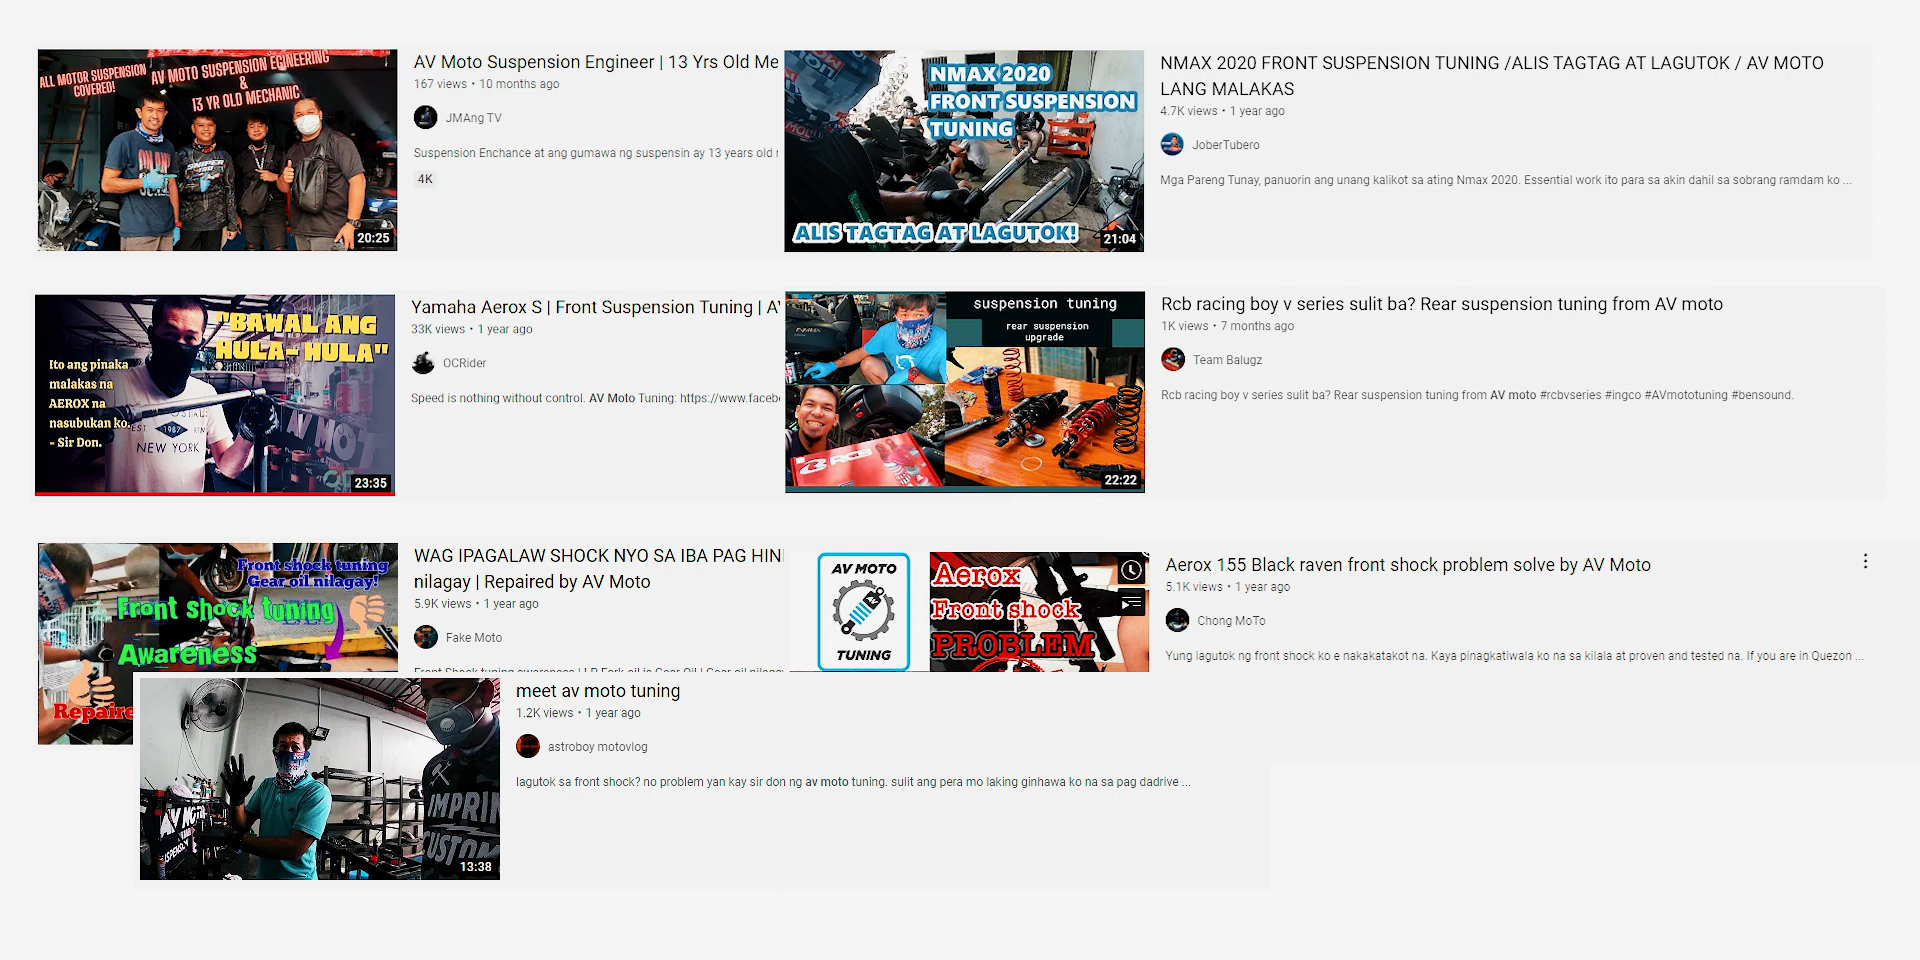 ALL MOTOR SUSPENSION
COVERED!
AV MOTO SUSPENSION EGINEERING
&
13 YR OLD MECHANIC
20:25
AV Moto Suspension Engineer | 13 Yrs Old Me
167 views • 10 months ago
JMAng TV
Suspension Enchance at ang gumawa ng suspensin ay 13 years old
4K
NMAX 2020
FRONT SUSPENSION
TUNING
ALIS TAGTAG AT LAGUTOK!
21:04
NMAX 2020 FRONT SUSPENSION TUNING /ALIS TAGTAG AT LAGUTOK / AV MOTO
LANG MALAKAS
4.7K views • 1 year ago
JoberTubero
Mga Pareng Tunay, panuorin ang unang kalikot sa ating Nmax 2020. Essential work ito para sa akin dahil sa sobrang ramdam ko ...
"BAWAL ANG
HULA- HULA"
Ito ang pinaka
malakas na
AEROX na
nasubukan ko.
- Sir Don.
1987
NEW YORK
AV MOT
23:35
Yamaha Aerox S | Front Suspension Tuning | AV
33K views • 1 year ago
OCRider
Speed is nothing without control. AV Moto Tuning: https://www.faceb
suspension tuning
rear suspension
upgrade
RCB
22:22
Rcb racing boy v series sulit ba? Rear suspension tuning from AV moto
1K views • 7 months ago
Team Balugz
Rcb racing boy v series sulit ba? Rear suspension tuning from AV moto #rcbvseries #ingco #AVmototuning #bensound.
Front shock tuning
Gear oil nilagay!
Front shock tuning
Awareness
Repaire
WAG IPAGALAW SHOCK NYO SA IBA PAG HIN
nilagay | Repaired by AV Moto
5.9K views • 1 year ago
Fake Moto
AV MOTO
AV
TUNING
Aerox
Front shock
PROBLEM
Aerox 155 Black raven front shock problem solve by AV Moto
5.1K views • 1 year ago
Chong MoTo
Yung lagutok ng front shock ko e nakakatakot na. Kaya pinagkatiwala ko na sa kilala at proven and tested na. If you are in Quezon ...
AV MOTO
IMPRIN
CUSTOM
13:38
meet av moto tuning
1.2K views • 1 year ago
astroboy motovlog
lagutok sa front shock? no problem yan kay sir don ng av moto tuning. sulit ang pera mo laking ginhawa ko na sa pag dadrive ...